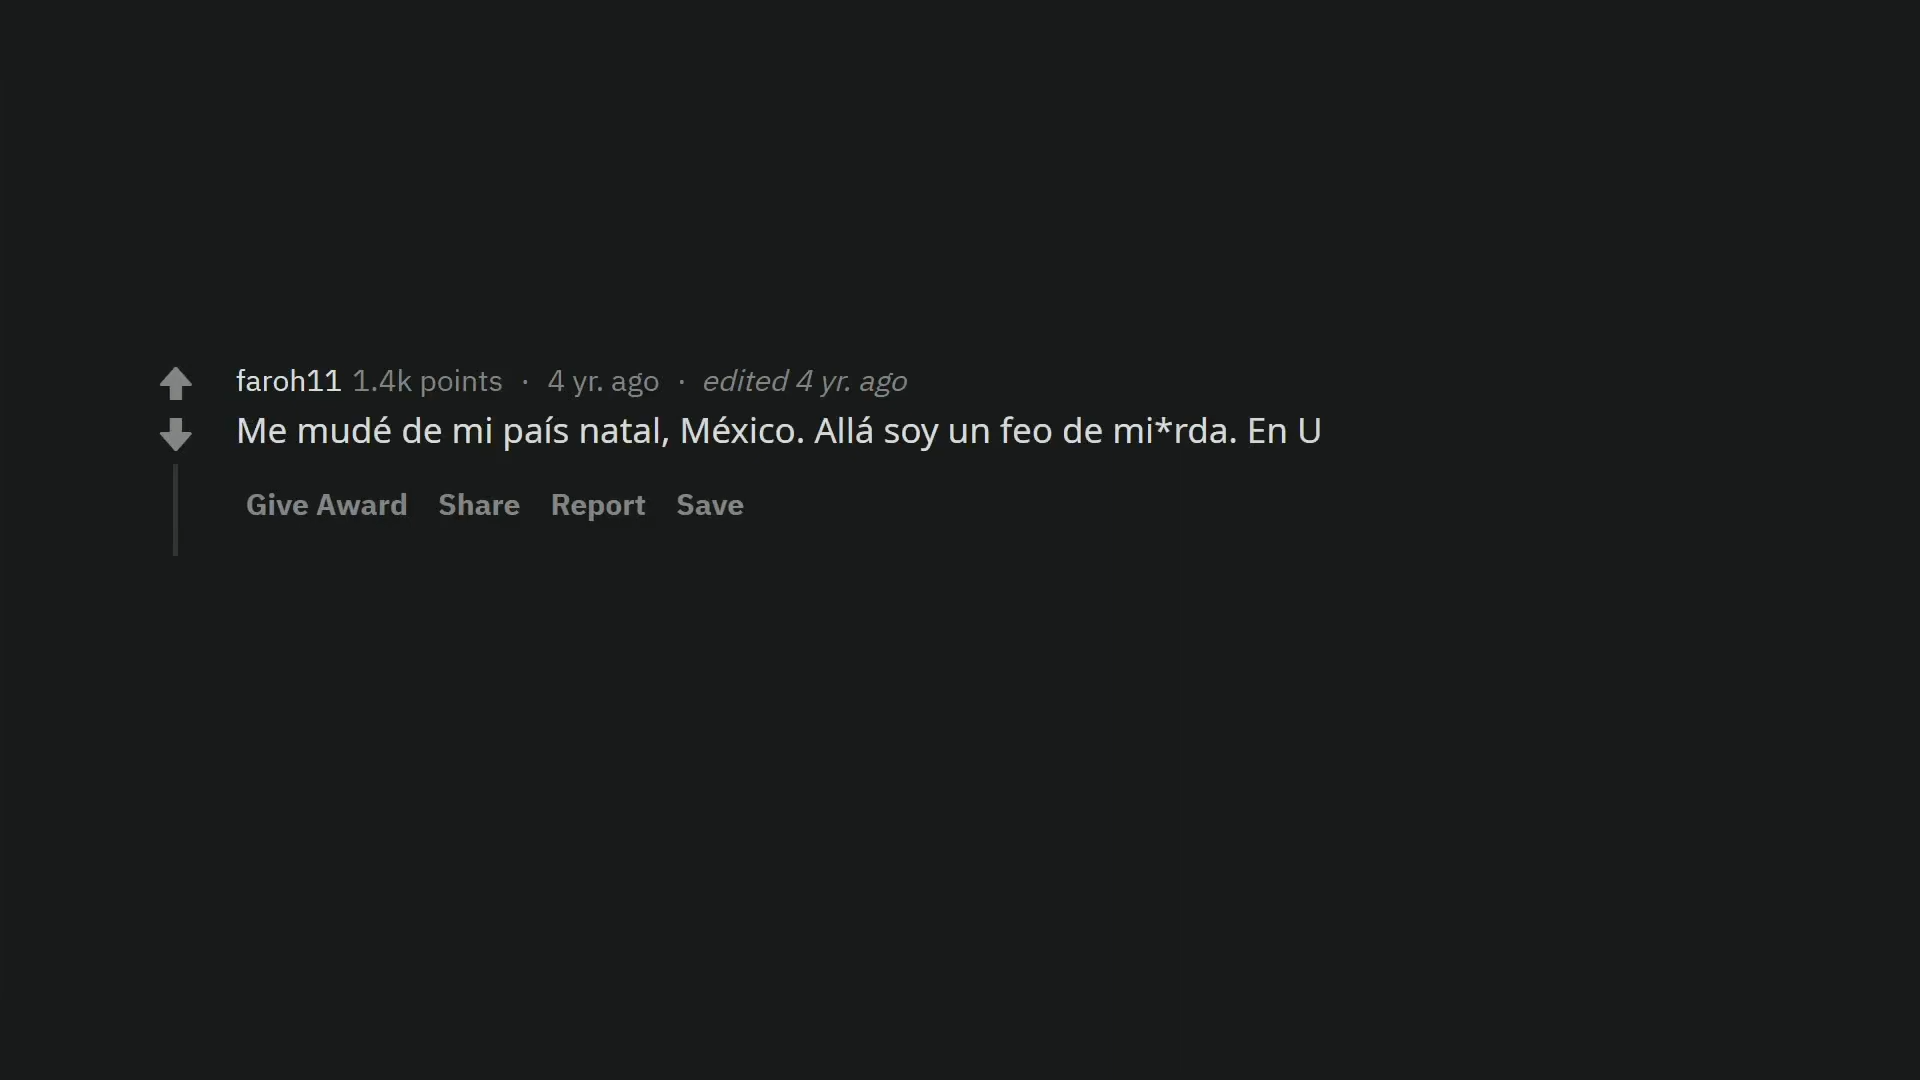 faroh11 1.4k points · 4 yr. ago · edited 4 yr. ago
Me mudé de mi país natal, México. Allá soy un feo de mi*rda. En U
Give Award Share Report Save